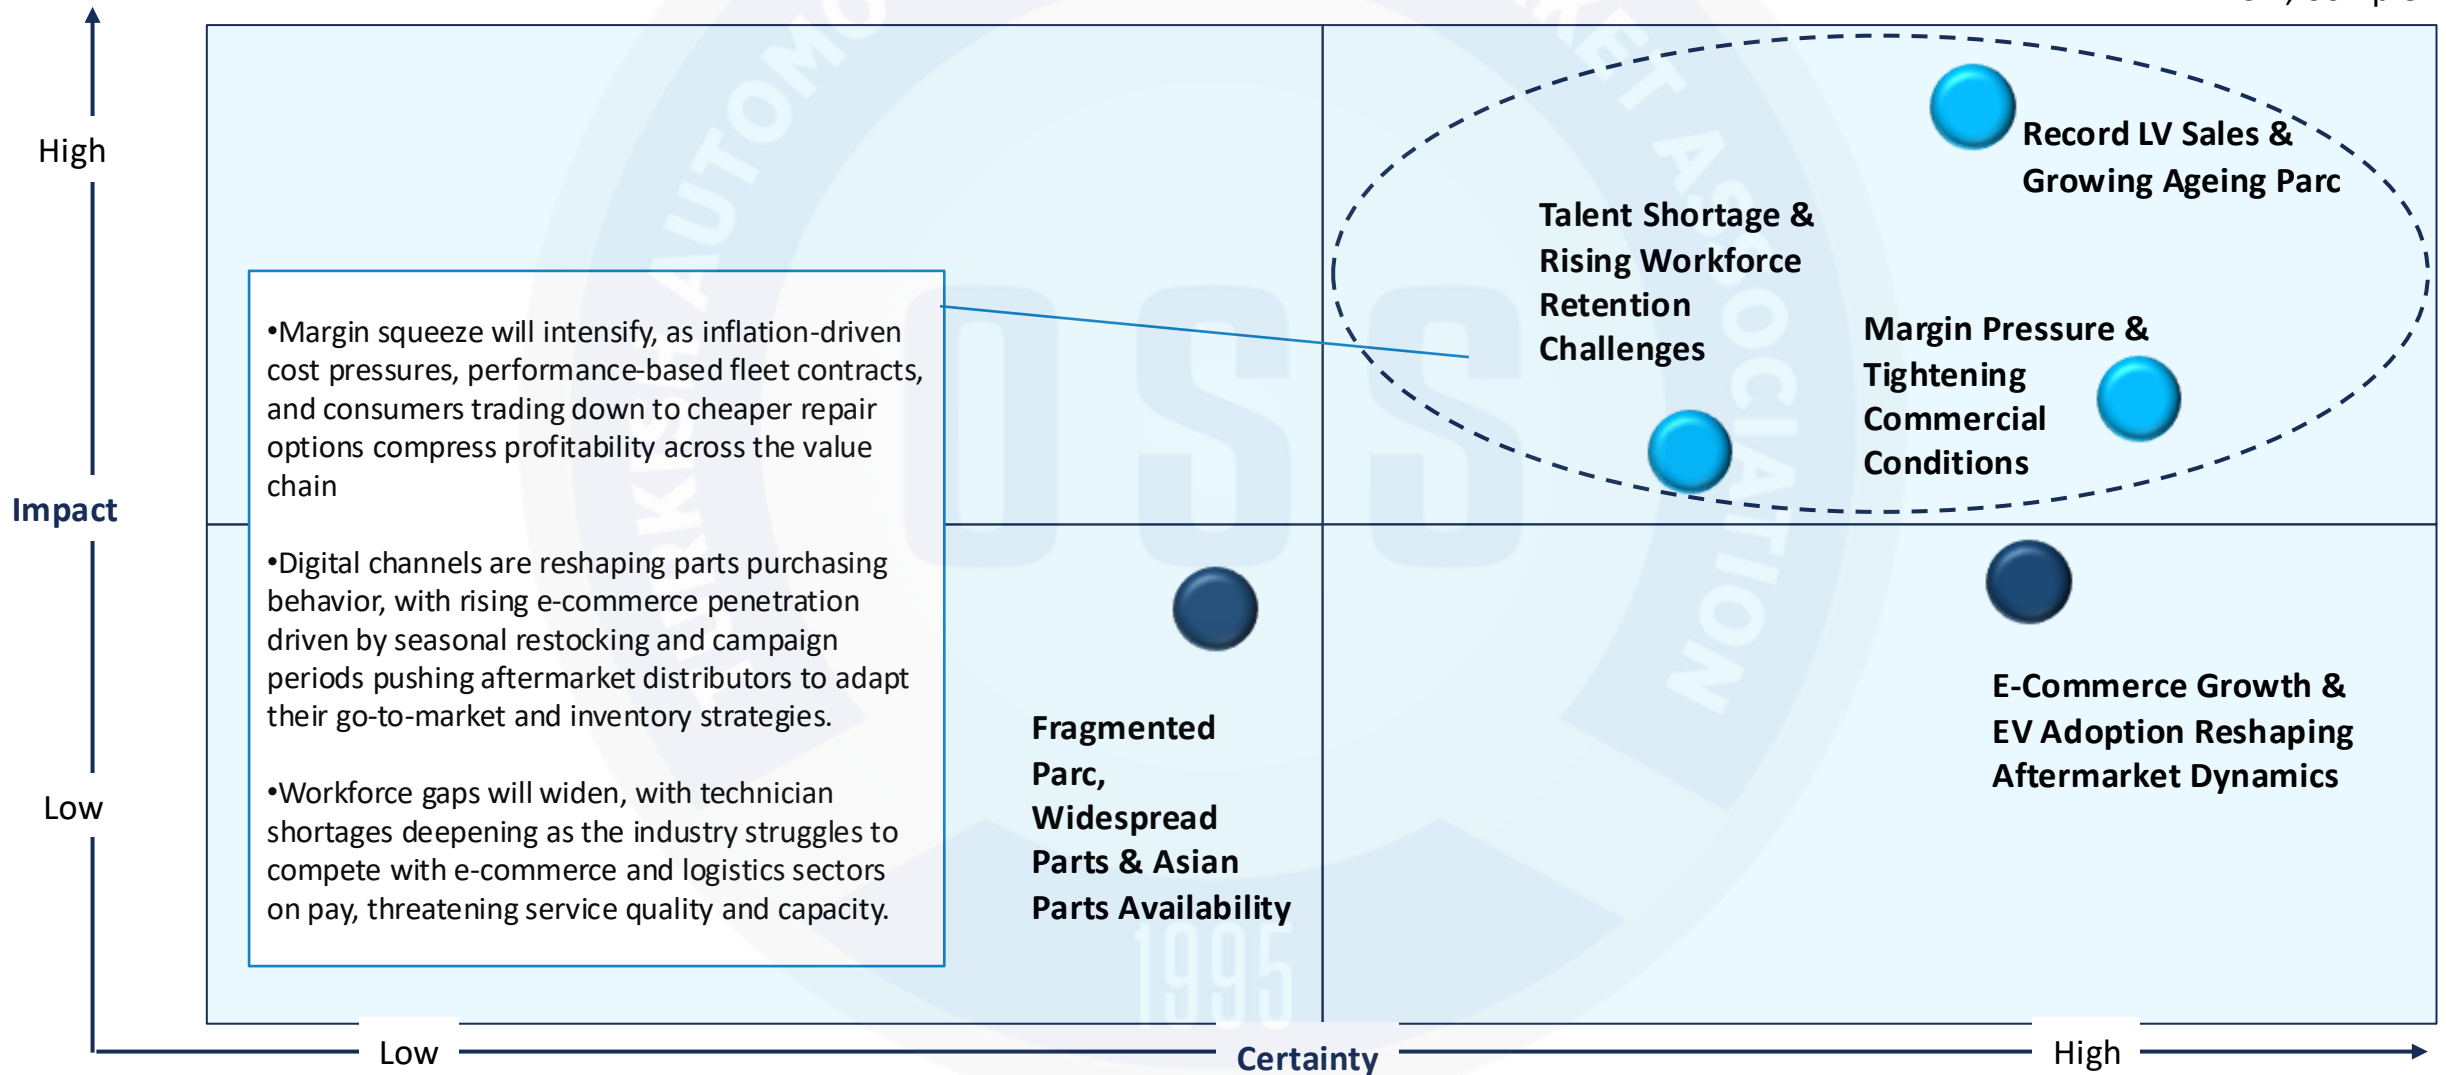 High
Record LV Sales &
Growing Ageing Parc
Talent Shortage &
Rising Workforce
Retention
Challenges
Margin Pressure &
Tightening
Commercial
Conditions
•Margin squeeze will intensify, as inflation-driven
cost pressures, performance-based fleet contracts,
and consumers trading down to cheaper repair
options compress profitability across the value
chain
•Digital channels are reshaping parts purchasing
behavior, with rising e-commerce penetration
driven by seasonal restocking and campaign
periods pushing aftermarket distributors to adapt
their go-to-market and inventory strategies.
•Workforce gaps will widen, with technician
shortages deepening as the industry struggles to
compete with e-commerce and logistics sectors
on pay, threatening service quality and capacity.
Impact
Low
Fragmented
Parc,
Widespread
Parts & Asian
Parts Availability
E-Commerce Growth &
EV Adoption Reshaping
Aftermarket Dynamics
Low
Certainty
High
OSS
ASSOCIATION
1995